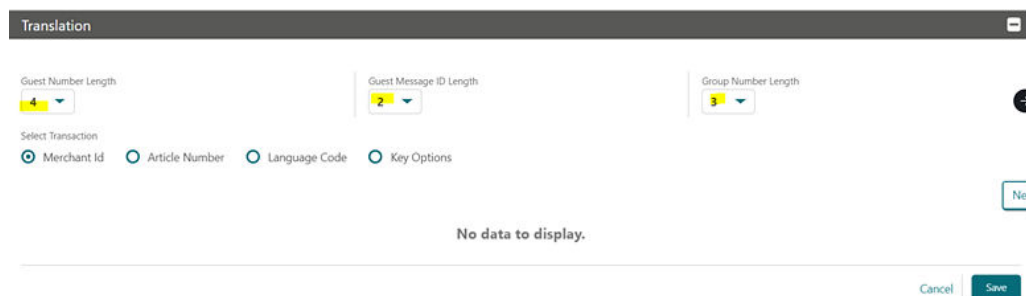 Translation
Guest Number Length Guest Message ID Length Group Number Length
4 2 3
Select Transaction
Merchant Id Article Number Language Code Key Options
No data to display.
Cancel Save